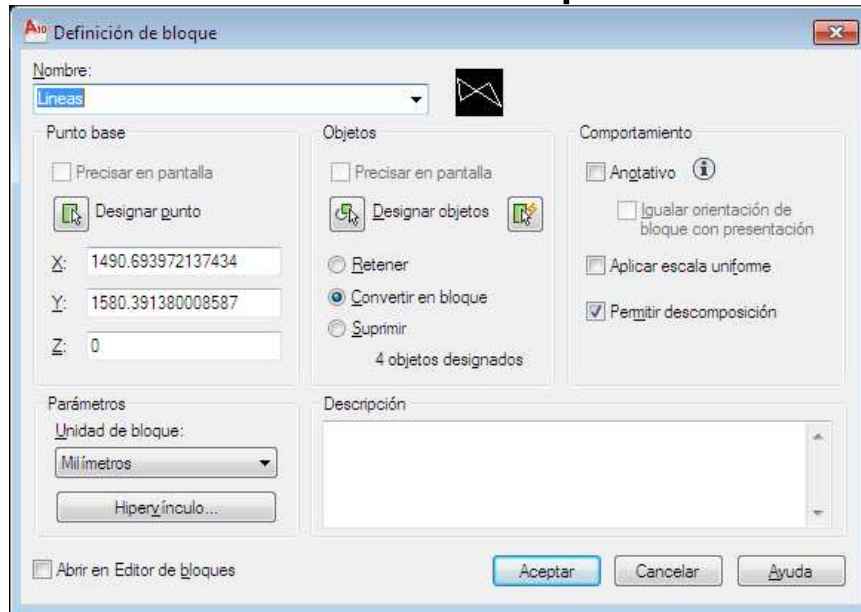 Definición de bloque
Nombre:
Lineas
Punto base
Precisar en pantalla
Designar punto
X: 1490.693972137434
Y: 1580.391380008587
Z: 0
Objetos
Precisar en pantalla
Designar objetos
Retener
Convertir en bloque
Suprimir
4 objetos designados
Comportamiento
Anotativo
Igualar orientación de
bloque con presentación
Aplicar escala uniforme
Permitir descomposición
Parámetros
Unidad de bloque:
Milímetros
Hipervínculo...
Descripción
Abrir en Editor de bloques
Aceptar
Cancelar
Ayuda